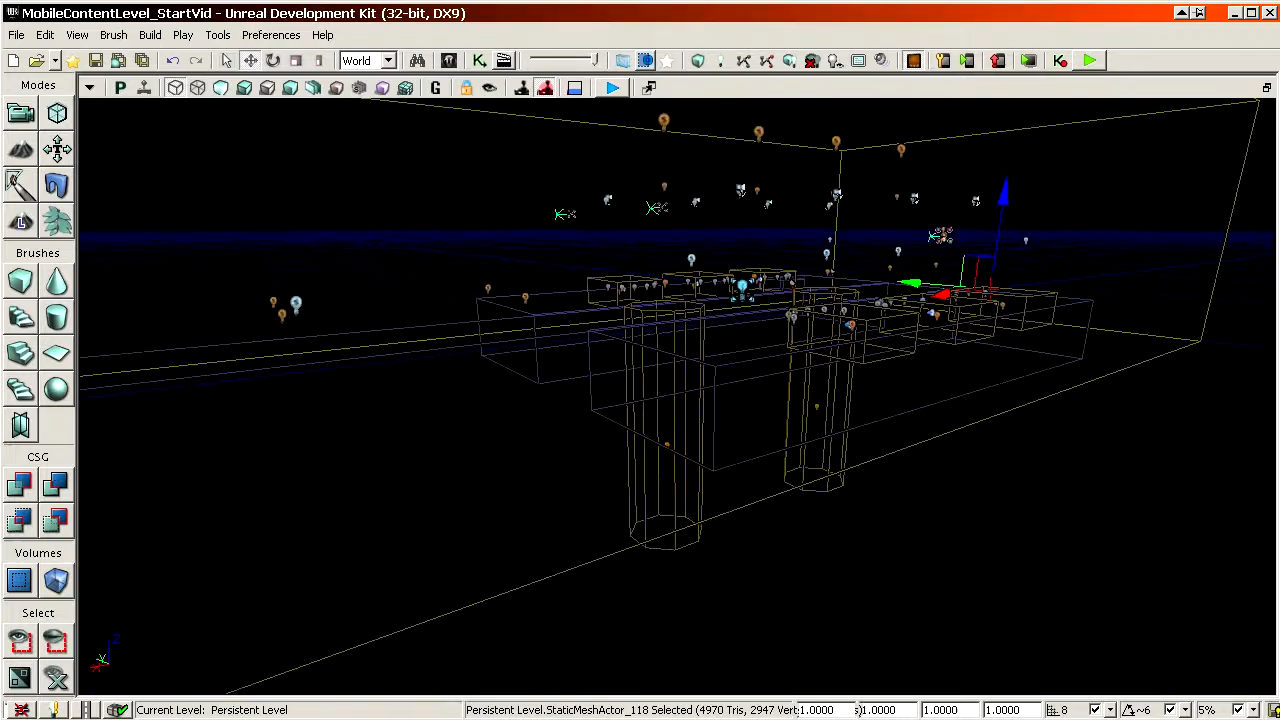 MobileContentLevel_StartVid - Unreal Development Kit (32-bit, DX9)
File Edit View Brush Build Play Tools Preferences Help
World
Modes
P
G
L
Brushes
CSG
Volumes
Select
Z
Current Level: Persistent Level
Persistent Level.StaticMeshActor_118 Selected (4976 Tris, 2947 Vert
1.0000
1.0000
1.0000
1.0000
8
~6
5%